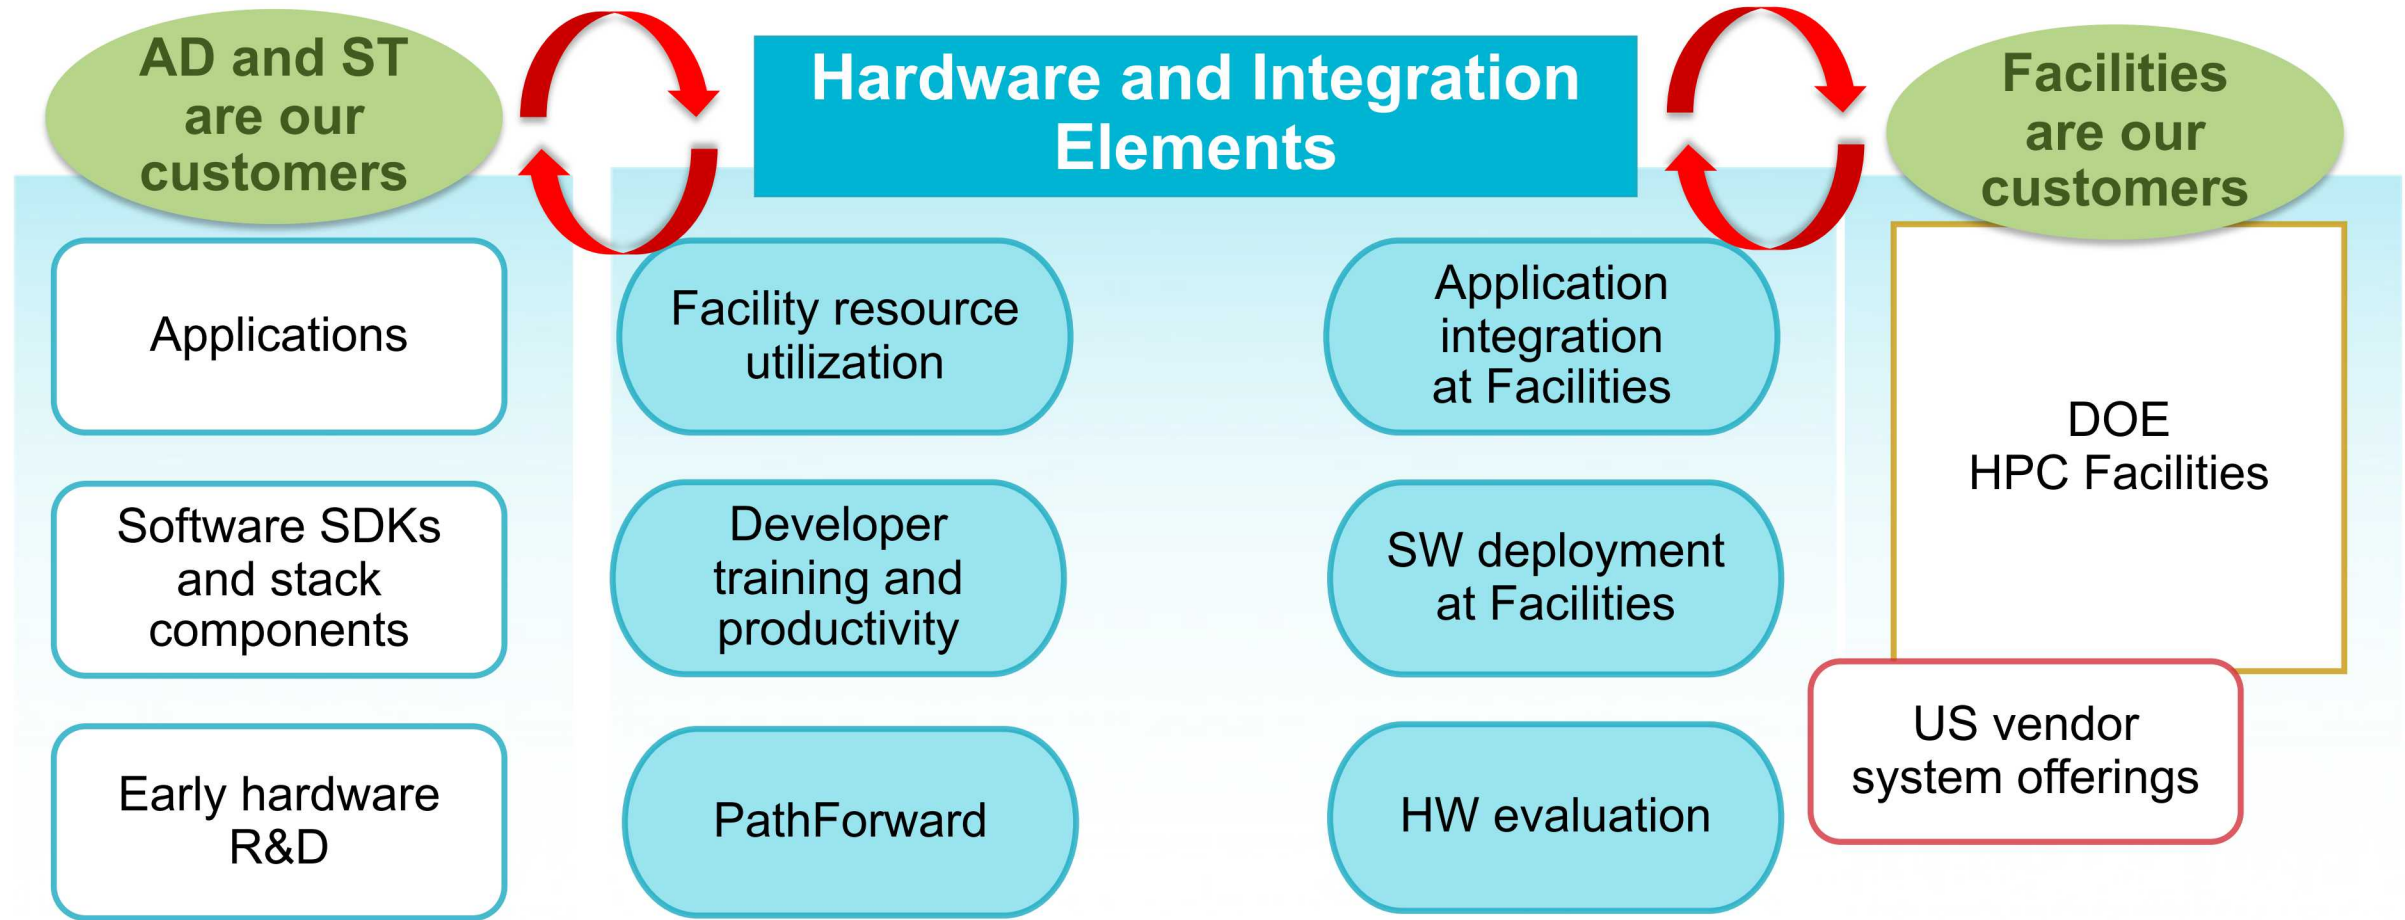 AD and ST
are our
customers
Hardware and Integration
Elements
Facilities
are our
customers
Applications
Software SDKs
and stack
components
Early hardware
R&D
Facility resource
utilization
Developer
training and
productivity
PathForward
Application
integration
at Facilities
SW deployment
at Facilities
HW evaluation
DOE
HPC Facilities
US vendor
system offerings